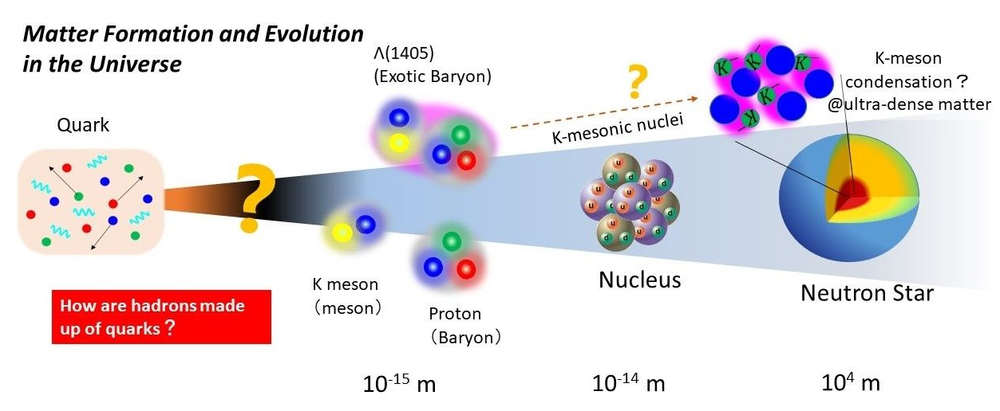 Matter Formation and Evolution
in the Universe
Quark
?
How are hadrons made
up of quarks ?
Λ(1405)
(Exotic Baryon)
K meson
(meson)
Proton
(Baryon)
?
K-mesonic nuclei
K⁻ K⁻ K⁻
K⁻
K⁻
K-meson
condensation ?
@ultra-dense matter
u u
d d d
u u u
u d u d
u d
d d u d
Nucleus
Neutron Star
10⁻¹⁵ m
10⁻¹⁴ m
10⁴ m